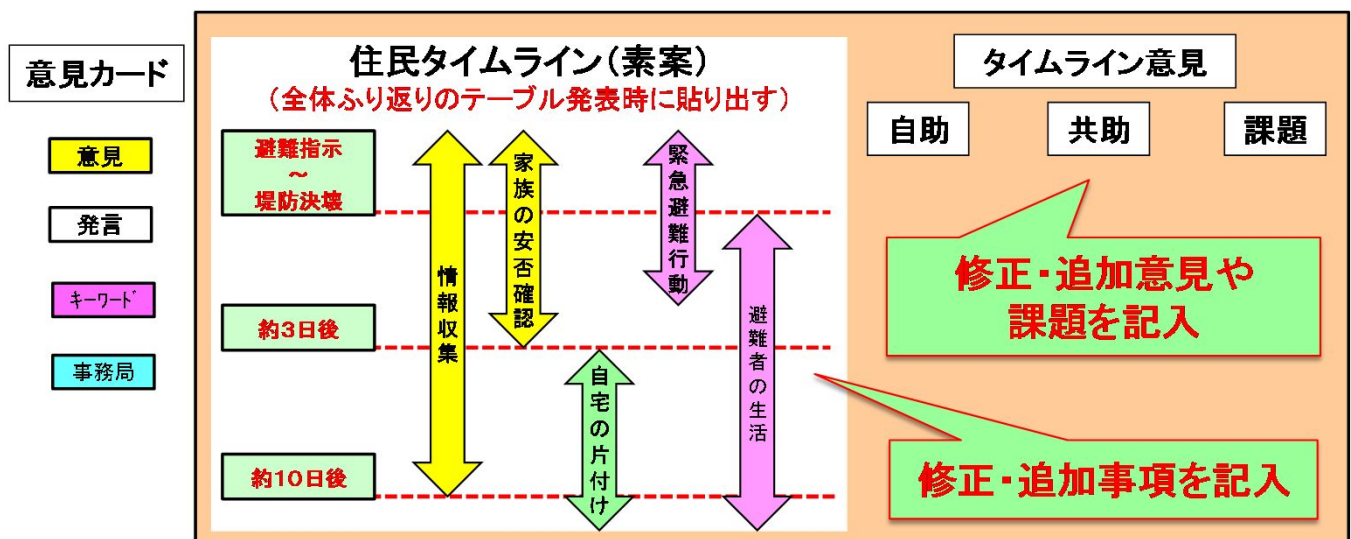 意見カード
意見
発言
キーワード
事務局
住民タイムライン(素案)
(全体ふり返りのテーブル発表時に貼り出す)
避難指示
～
堤防決壊
約3日後
約10日後
情報収集
家族の安否確認
自宅の片付け
緊急避難行動
避難者の生活
タイムライン意見
自助
共助
課題
修正・追加意見や
課題を記入
修正・追加事項を記入